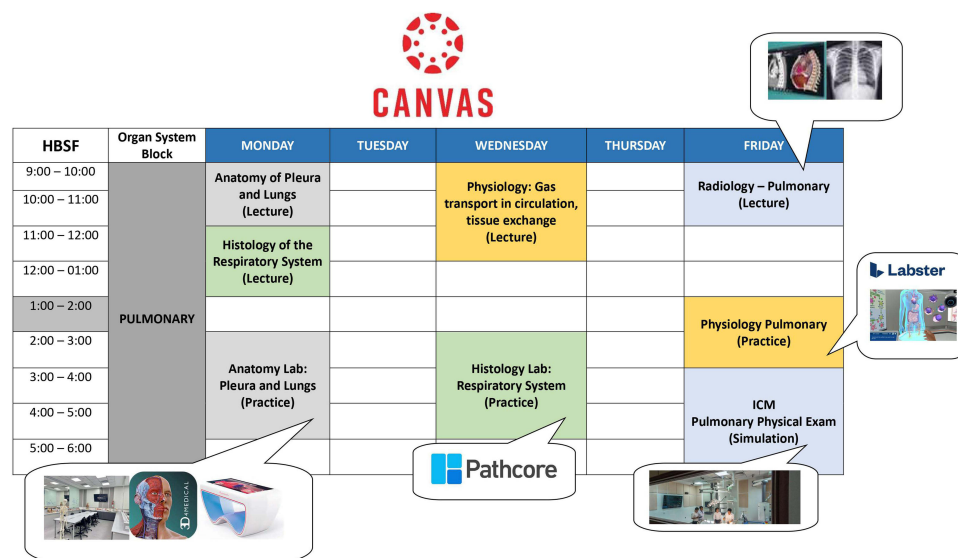 CANVAS
HBSF
Organ System
Block
MONDAY
TUESDAY
WEDNESDAY
THURSDAY
FRIDAY
9:00 – 10:00
10:00 – 11:00
11:00 – 12:00
12:00 – 01:00
1:00 – 2:00
2:00 – 3:00
3:00 – 4:00
4:00 – 5:00
5:00 – 6:00
PULMONARY
Anatomy of Pleura
and Lungs
(Lecture)
Histology of the
Respiratory System
(Lecture)
Anatomy Lab:
Pleura and Lungs
(Practice)
Physiology: Gas
transport in circulation,
tissue exchange
(Lecture)
Histology Lab:
Respiratory System
(Practice)
Radiology – Pulmonary
(Lecture)
Physiology Pulmonary
(Practice)
ICM
Pulmonary Physical Exam
(Simulation)
Labster
Pathcore
3D4MEDICAL